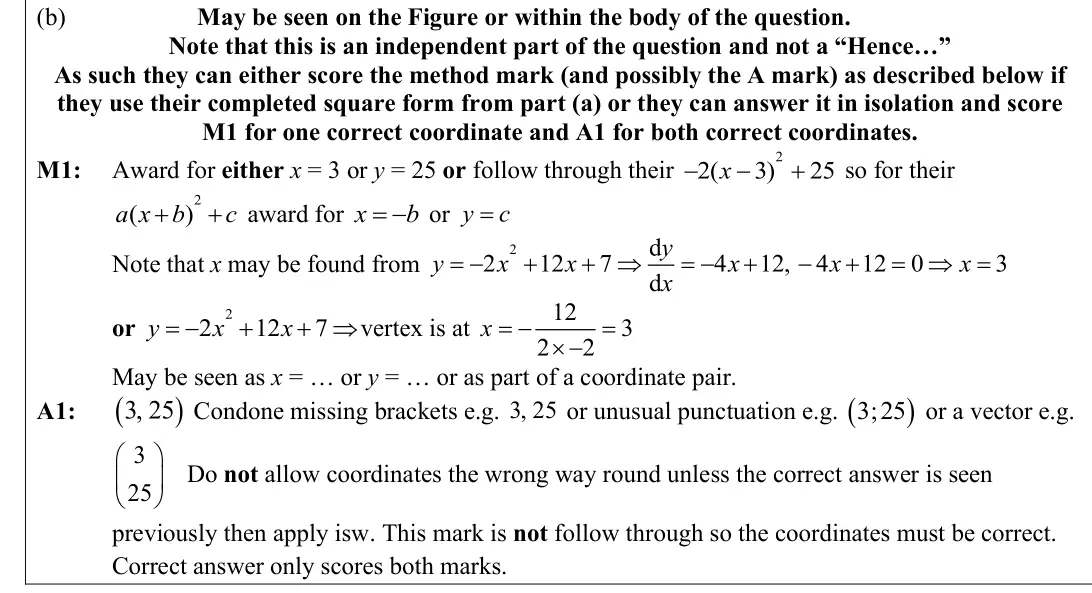 (b) May be seen on the Figure or within the body of the question.
Note that this is an independent part of the question and not a “Hence…”
As such they can either score the method mark (and possibly the A mark) as described below if
they use their completed square form from part (a) or they can answer it in isolation and score
M1 for one correct coordinate and A1 for both correct coordinates.
M1: Award for either x = 3 or y = 25 or follow through their −2(x−3)² + 25 so for their
a(x+b)² + c award for x = −b or y = c
Note that x may be found from y = −2x² + 12x + 7 ⇒ dy/dx = −4x + 12, −4x + 12 = 0 ⇒ x = 3
or y = −2x² + 12x + 7 ⇒ vertex is at x = −12/(2×−2) = 3
May be seen as x = … or y = … or as part of a coordinate pair.
A1: (3, 25) Condone missing brackets e.g. 3, 25 or unusual punctuation e.g. (3;25) or a vector e.g.
(3
25) Do not allow coordinates the wrong way round unless the correct answer is seen
previously then apply isw. This mark is not follow through so the coordinates must be correct.
Correct answer only scores both marks.